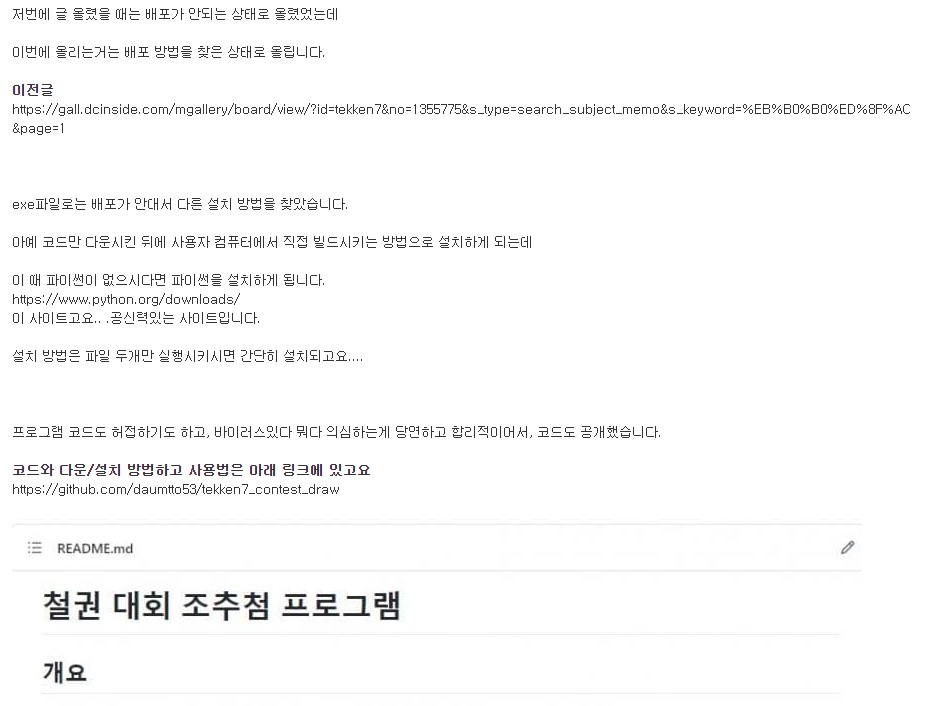 저번에 글 올렸을 때는 배포가 안되는 상태로 올렸었는데
이번에 올리는거는 배포 방법을 찾은 상태로 올립니다.
이전글
https://gall.dcinside.com/mgallery/board/view/?id=tekken7&no=1355775&s_type=search_subject_memo&s_keyword=%EB%B0%B0%ED%8F%AC
&page=1
exe파일로는 배포가 안대서 다른 설치 방법을 찾았습니다.
아예 코드만 다운시킨 뒤에 사용자 컴퓨터에서 직접 빌드시키는 방법으로 설치하게 되는데
이 때 파이썬이 없으시다면 파이썬을 설치하게 됩니다.
https://www.python.org/downloads/
이 사이트고요.. .공신력있는 사이트입니다.
설치 방법은 파일 두개만 실행시키시면 간단히 설치되고요....
프로그램 코드도 허접하기도 하고, 바이러스있다 뭐다 의심하는게 당연하고 합리적이어서, 코드도 공개했습니다.
코드와 다운/설치 방법하고 사용법은 아래 링크에 잇고요
https://github.com/daumtto53/tekken7_contest_draw
README.md
철권 대회 조추첨 프로그램
개요